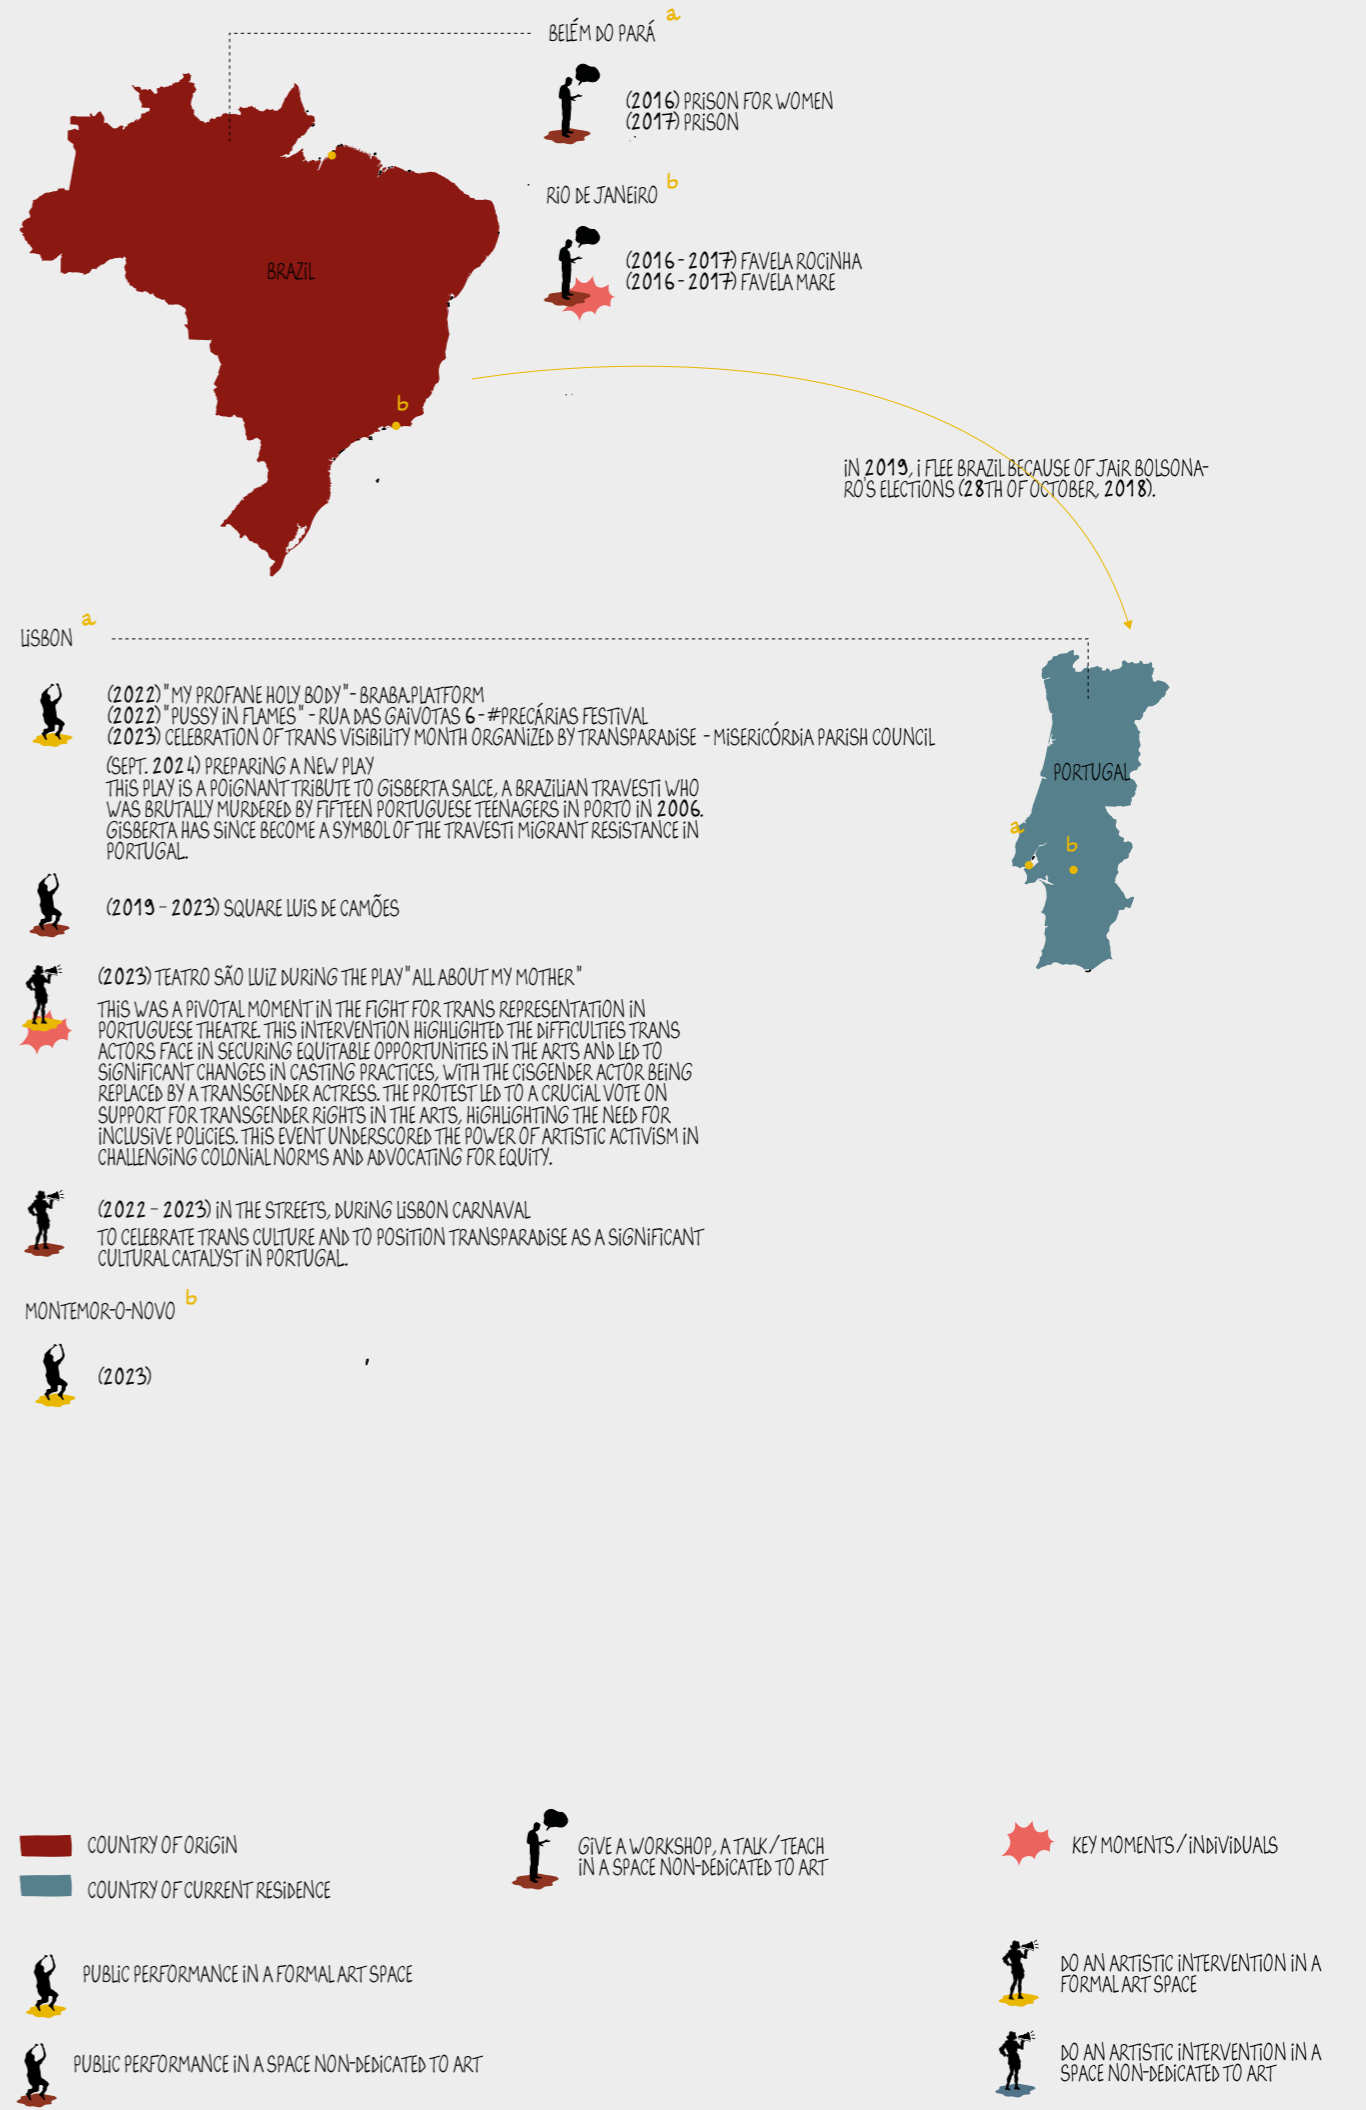 a
BELÉM DO PARÁ
(2016) PRISON FOR WOMEN
(2017) PRISON
b
RIO DE JANEIRO
(2016-2017) FAVELA ROCINHA
(2016-2017) FAVELA MARE
BRAZIL
b
IN 2019, I FLEE BRAZIL BECAUSE OF JAIR BOLSONA-
RO'S ELECTIONS (28TH OF OCTOBER, 2018).
a
LISBON
(2022) "MY PROFANE HOLY BODY" - BRABA.PLATFORM
(2022) "PUSSY IN FLAMES" - RUA DAS GAIVOTAS 6 - #PRECÁRIAS FESTIVAL
(2023) CELEBRATION OF TRANS VISIBILITY MONTH ORGANIZED BY TRANSPARADISE - MISERICÓRDIA PARISH COUNCIL
(SEPT. 2024) PREPARING A NEW PLAY
THIS PLAY IS A POIGNANT TRIBUTE TO GISBERTA SALCE, A BRAZILIAN TRAVESTI WHO
WAS BRUTALLY MURDERED BY FIFTEEN PORTUGUESE TEENAGERS IN PORTO IN 2006.
GISBERTA HAS SINCE BECOME A SYMBOL OF THE TRAVESTI MIGRANT RESISTANCE IN
PORTUGAL.
PORTUGAL
a
b
(2019 - 2023) SQUARE LUIS DE CAMÕES
(2023) TEATRO SÃO LUIZ DURING THE PLAY "ALL ABOUT MY MOTHER"
THIS WAS A PIVOTAL MOMENT IN THE FIGHT FOR TRANS REPRESENTATION IN
PORTUGUESE THEATRE. THIS INTERVENTION HIGHLIGHTED THE DIFFICULTIES TRANS
ACTORS FACE IN SECURING EQUITABLE OPPORTUNITIES IN THE ARTS AND LED TO
SIGNIFICANT CHANGES IN CASTING PRACTICES, WITH THE CISGENDER ACTOR BEING
REPLACED BY A TRANSGENDER ACTRESS. THE PROTEST LED TO A CRUCIAL VOTE ON
SUPPORT FOR TRANSGENDER RIGHTS IN THE ARTS, HIGHLIGHTING THE NEED FOR
INCLUSIVE POLICIES. THIS EVENT UNDERSCORED THE POWER OF ARTISTIC ACTIVISM IN
CHALLENGING COLONIAL NORMS AND ADVOCATING FOR EQUITY.
(2022 - 2023) IN THE STREETS, DURING LISBON CARNAVAL
TO CELEBRATE TRANS CULTURE AND TO POSITION TRANSPARADISE AS A SIGNIFICANT
CULTURAL CATALYST IN PORTUGAL.
b
MONTEMOR-O-NOVO
(2023)
COUNTRY OF ORIGIN
COUNTRY OF CURRENT RESIDENCE
GIVE A WORKSHOP, A TALK / TEACH
IN A SPACE NON-DEDICATED TO ART
KEY MOMENTS / INDIVIDUALS
PUBLIC PERFORMANCE IN A FORMAL ART SPACE
PUBLIC PERFORMANCE IN A SPACE NON-DEDICATED TO ART
DO AN ARTISTIC INTERVENTION IN A
FORMAL ART SPACE
DO AN ARTISTIC INTERVENTION IN A
SPACE NON-DEDICATED TO ART